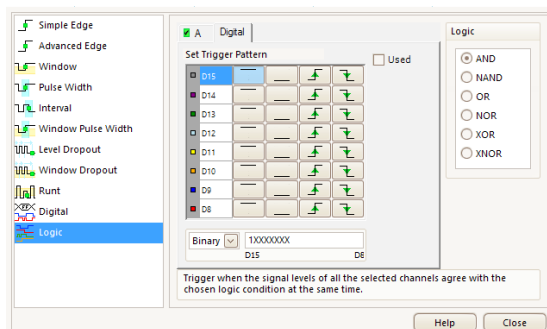 Simple Edge
Advanced Edge
Window
Pulse Width
Interval
Window Pulse Width
Level Dropout
Window Dropout
Runt
Digital
Logic
A Digital
Set Trigger Pattern
Used
D15
D14
D13
D12
D11
D10
D9
D8
Binary 1XXXXXXX
D15 D8
Logic
AND
NAND
OR
NOR
XOR
XNOR
Trigger when the signal levels of all the selected channels agree with the
chosen logic condition at the same time.
Help Close